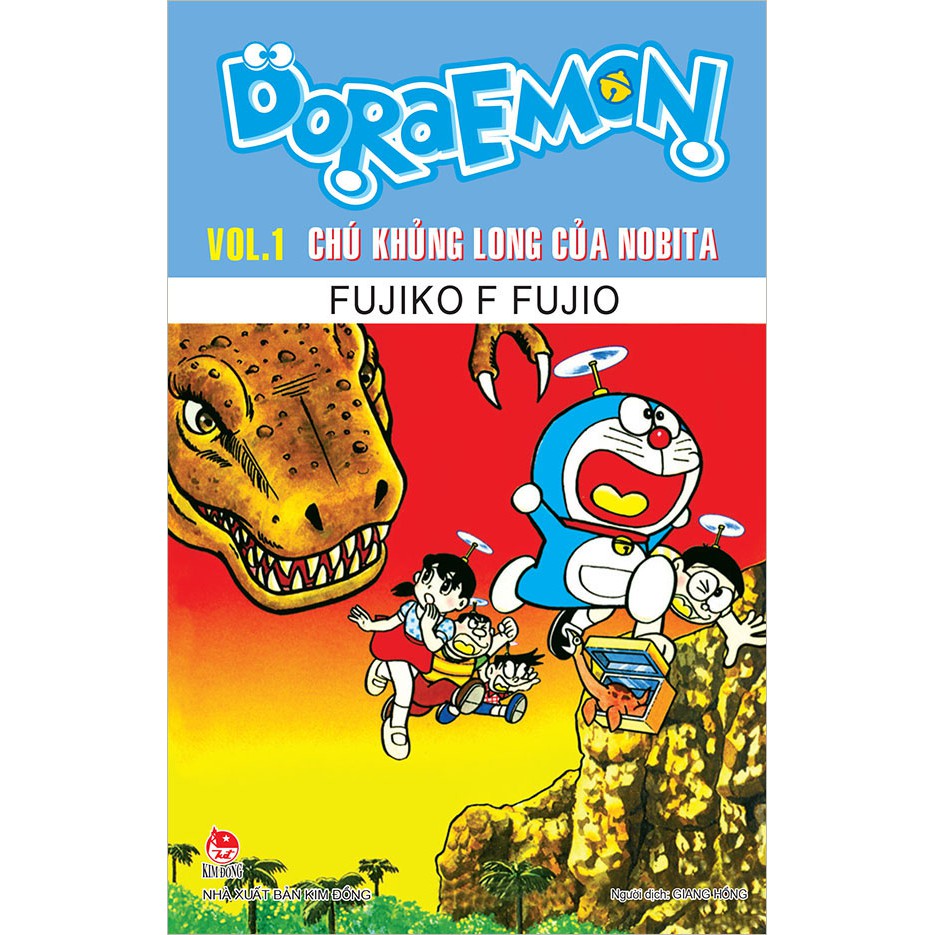 DORAEMON
VOL.1 CHÚ KHỦNG LONG CỦA NOBITA
FUJIKO F FUJIO
KIM ĐỒNG
NHÀ XUẤT BẢN KIM ĐỒNG
Người dịch: GIANG HỒNG